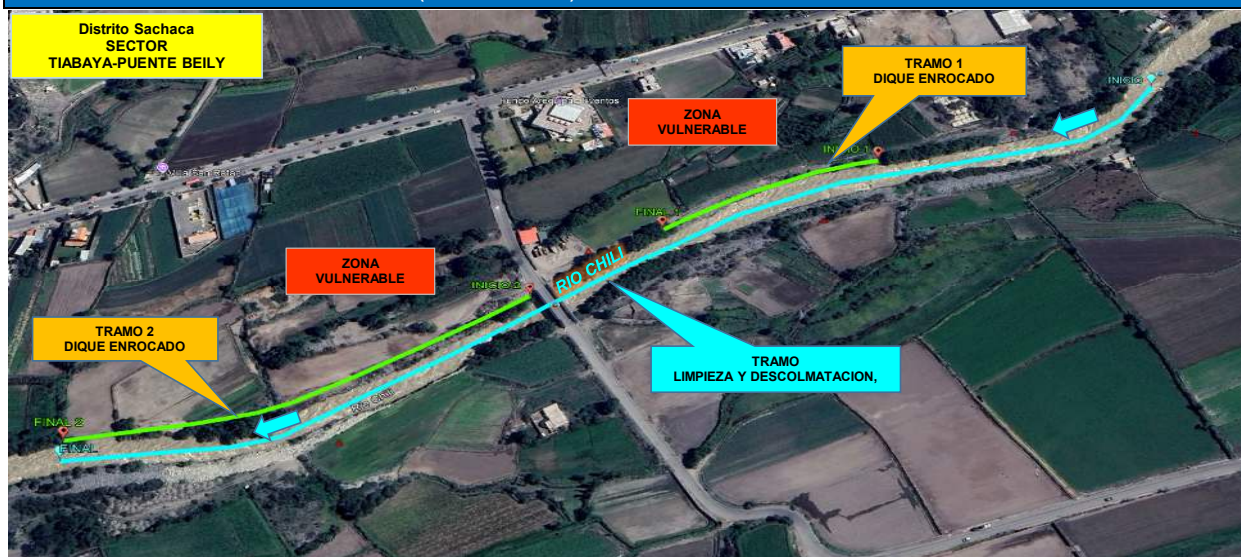 Distrito Sachaca
SECTOR
TIABAYA-PUENTE BEILY
TRAMO 1
DIQUE ENROCADO
INICIO
ZONA
VULNERABLE
INICIO 1
FINAL 1
RIO CHILI
ZONA
VULNERABLE
INICIO 2
TRAMO 2
DIQUE ENROCADO
TRAMO
LIMPIEZA Y DESCOLMATACION,
Río Chili
FINAL 2
FINAL